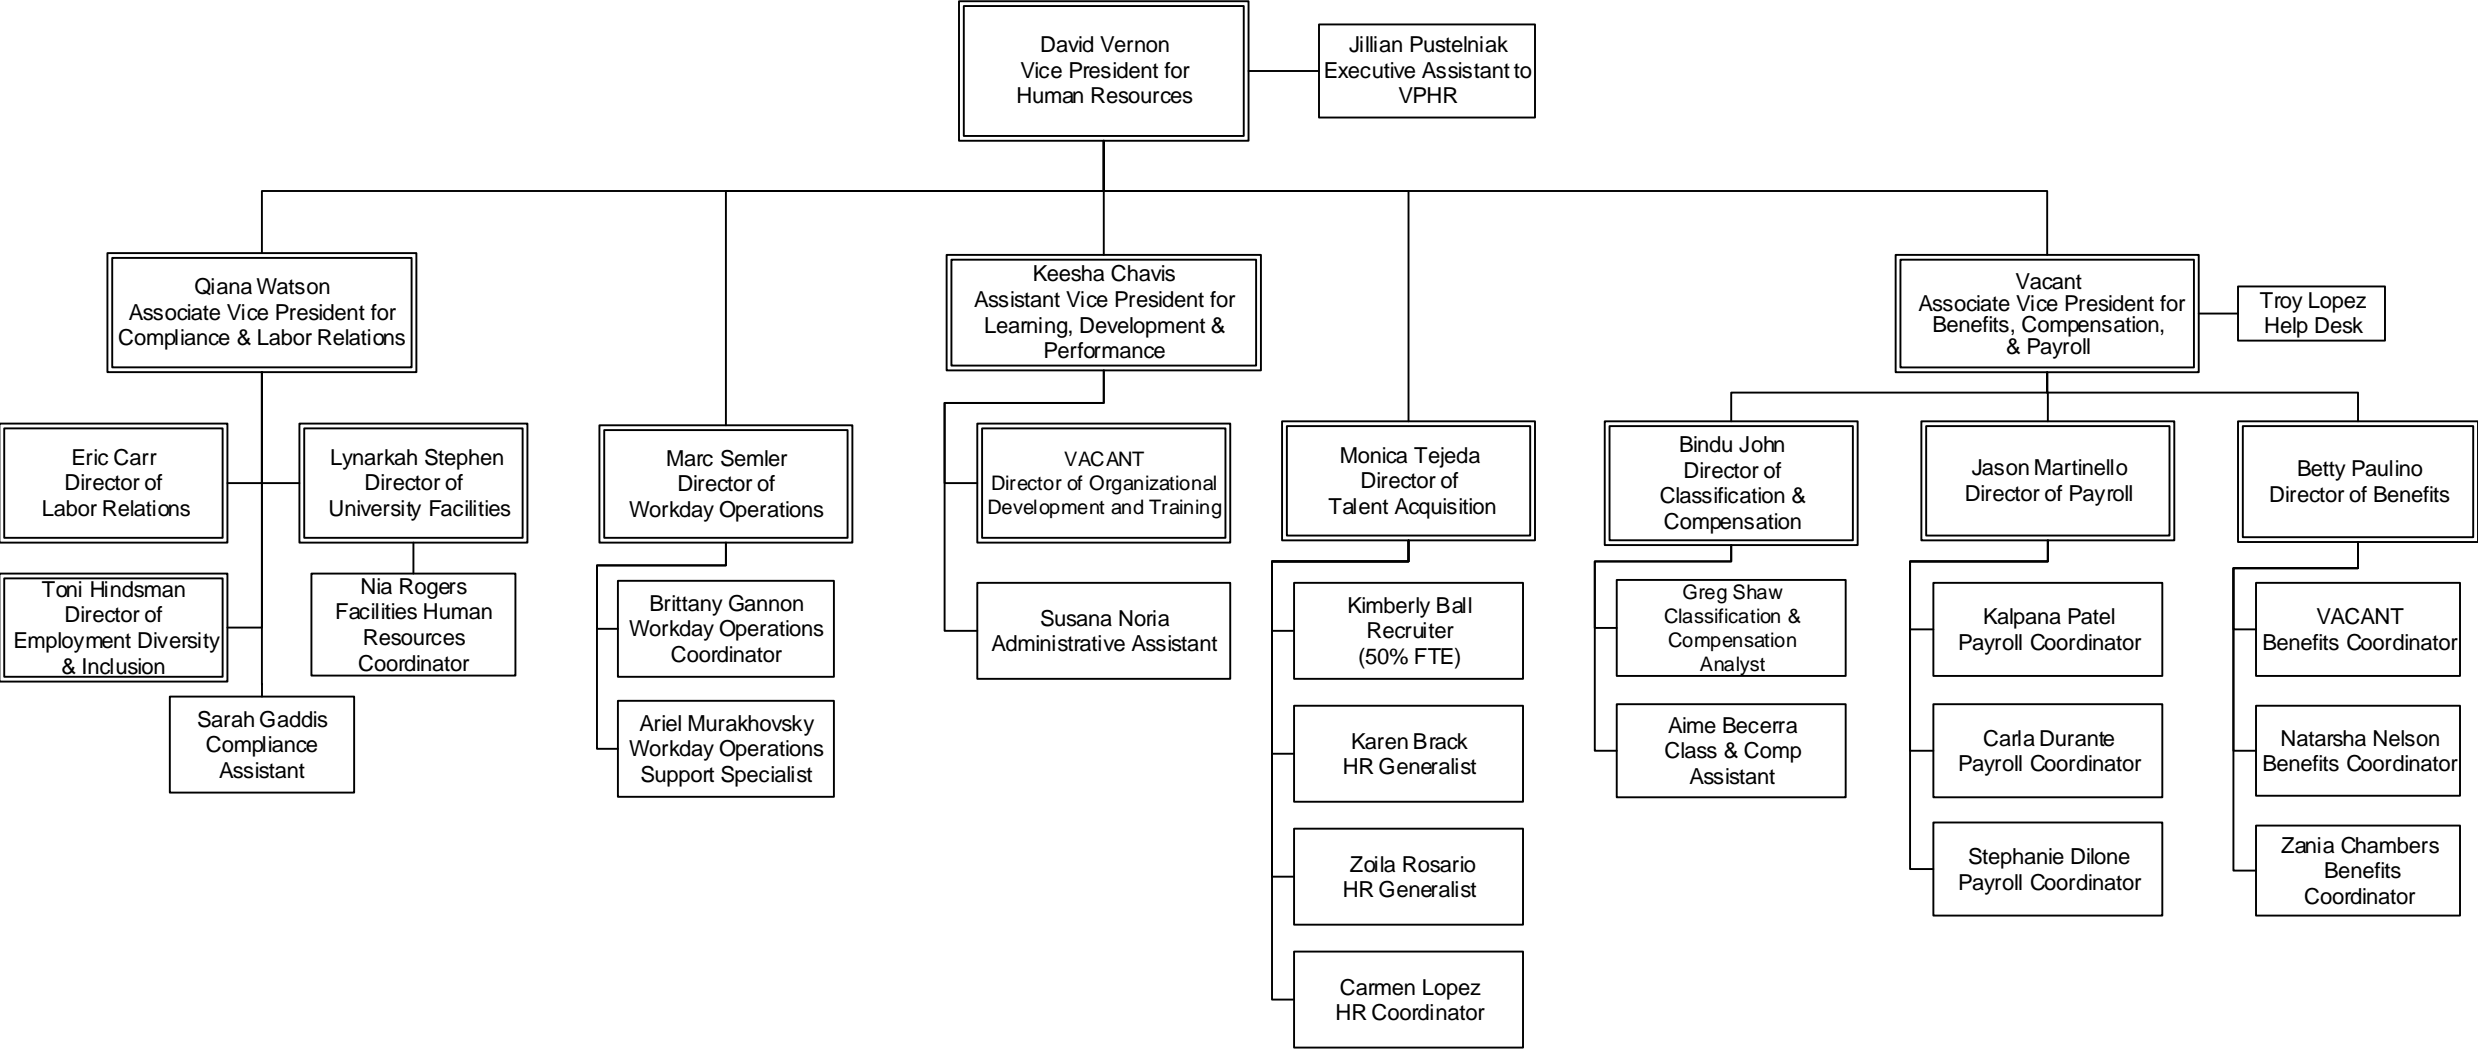 David Vernon
Vice President for
Human Resources
Jillian Pustelniak
Executive Assistant to
VPHR
Qiana Watson
Associate Vice President for
Compliance & Labor Relations
Keesha Chavis
Assistant Vice President for
Learning, Development &
Performance
Vacant
Associate Vice President for
Benefits, Compensation,
& Payroll
Troy Lopez
Help Desk
Eric Carr
Director of
Labor Relations
Lynarkah Stephen
Director of
University Facilities
Marc Semler
Director of
Workday Operations
VACANT
Director of Organizational
Development and Training
Monica Tejeda
Director of
Talent Acquisition
Bindu John
Director of
Classification &
Compensation
Jason Martinello
Director of Payroll
Betty Paulino
Director of Benefits
Toni Hindsman
Director of
Employment Diversity
& Inclusion
Nia Rogers
Facilities Human
Resources
Coordinator
Brittany Gannon
Workday Operations
Coordinator
Susana Noria
Administrative Assistant
Kimberly Ball
Recruiter
(50% FTE)
Greg Shaw
Classification &
Compensation
Analyst
Kalpana Patel
Payroll Coordinator
VACANT
Benefits Coordinator
Sarah Gaddis
Compliance
Assistant
Ariel Murakhovsky
Workday Operations
Support Specialist
Karen Brack
HR Generalist
Aime Becerra
Class & Comp
Assistant
Carla Durante
Payroll Coordinator
Natarsha Nelson
Benefits Coordinator
Zoila Rosario
HR Generalist
Stephanie Dilone
Payroll Coordinator
Zania Chambers
Benefits
Coordinator
Carmen Lopez
HR Coordinator